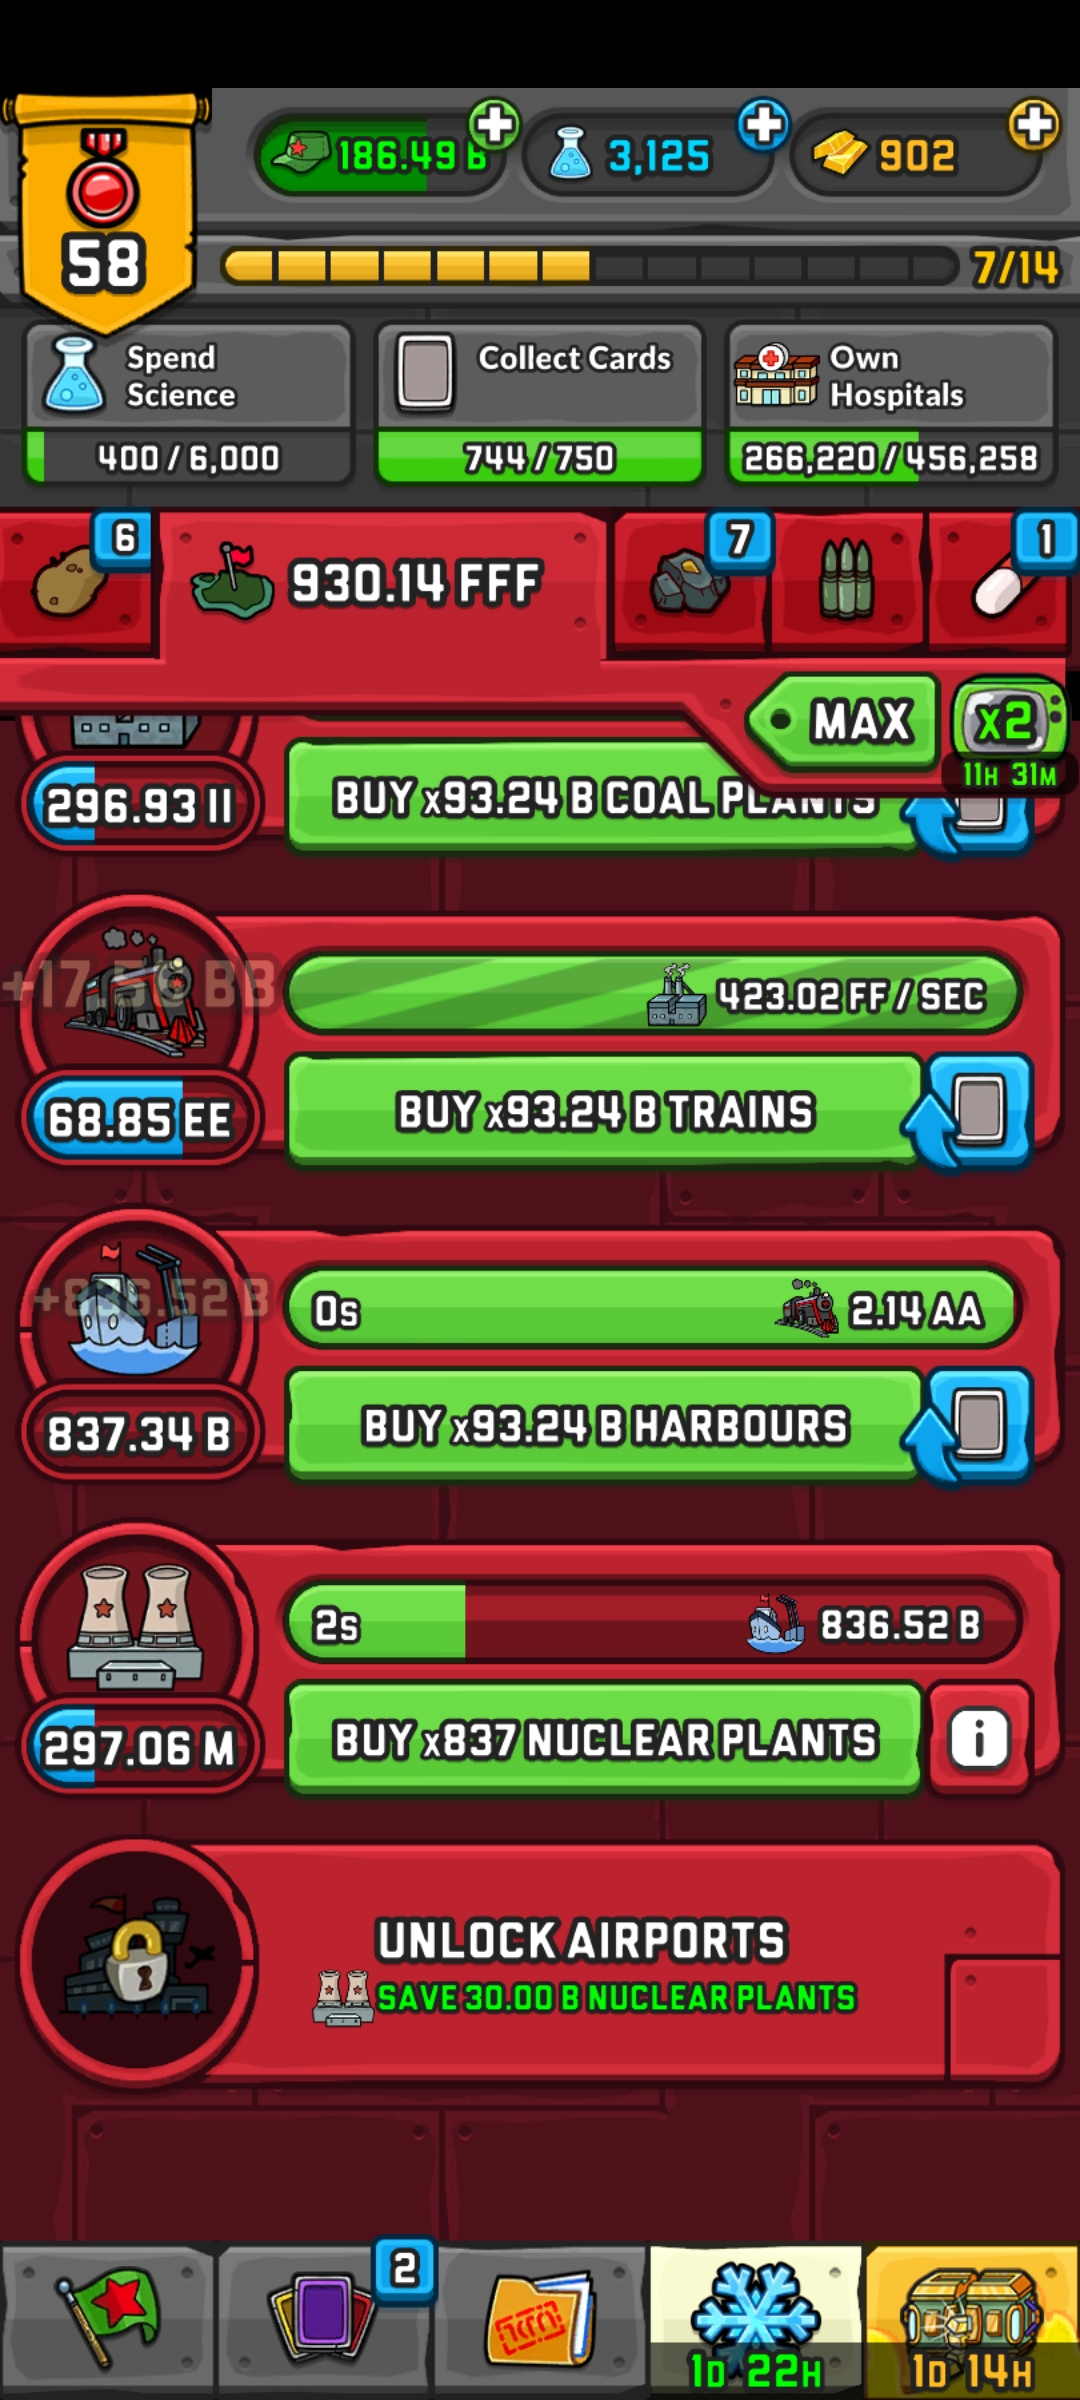 58
186.49 B
3,125
902
7/14
Spend
Science
400 / 6,000
Collect Cards
744 / 750
Own
Hospitals
266,220 / 456,258
6
930.14 FFF
7
1
MAX
x2
11H 31M
296.93 II
BUY x93.24 B COAL PLANTS
423.02 FF / SEC
68.85 EE
BUY x93.24 B TRAINS
+836.52 B
0s
2.14 AA
837.34 B
BUY x93.24 B HARBOURS
2s
836.52 B
297.06 M
BUY x837 NUCLEAR PLANTS
i
UNLOCK AIRPORTS
SAVE 30.00 B NUCLEAR PLANTS
2
1D 22H
1D 14H